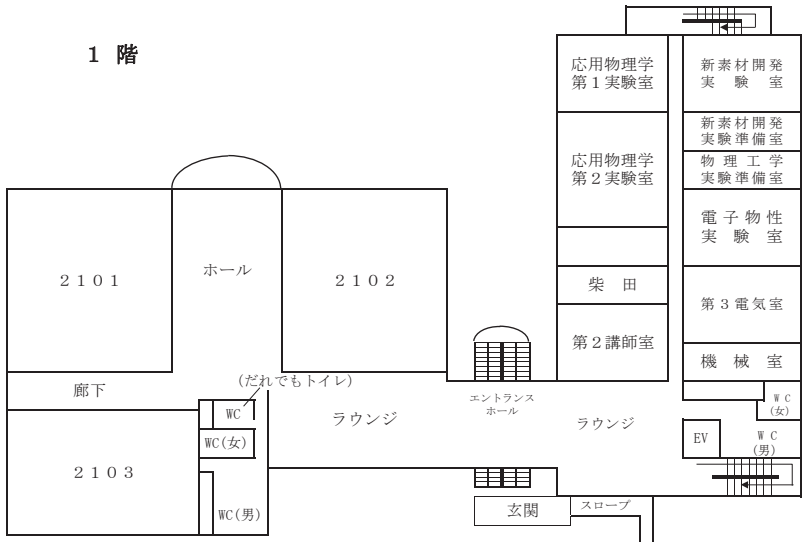 1 階
応用物理学
第1実験室
新素材開発
実験室
新素材開発
実験準備室
物理工学
実験準備室
応用物理学
第2実験室
電子物性
実験室
2101
ホール
2102
柴田
第3電気室
第2講師室
機械室
廊下
(だれでもトイレ)
WC
WC(女)
2103
WC(男)
ラウンジ
エントランス
ホール
ラウンジ
WC
(女)
EV
WC
(男)
玄関
スロープ